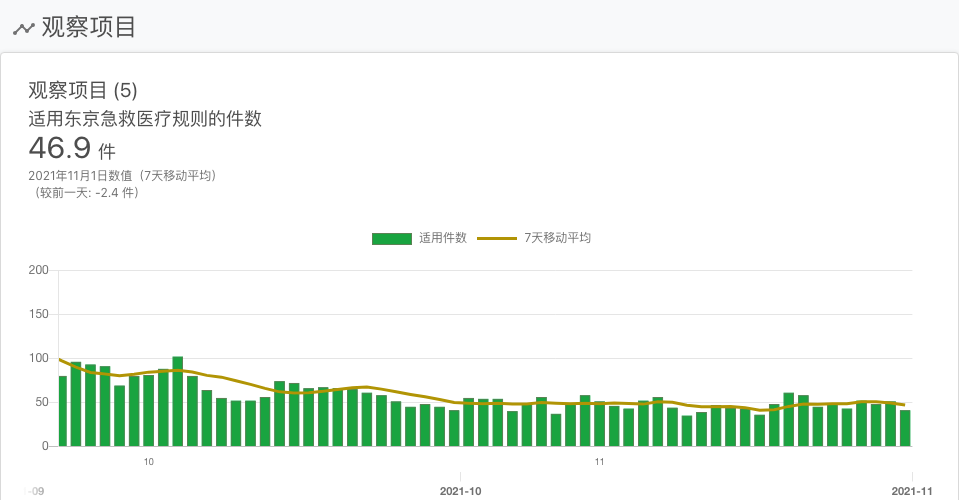 观察项目
观察项目 (5)
适用东京急救医疗规则的件数
46.9 件
2021年11月1日数值（7天移动平均）
（较前一天: -2.4 件）
适用件数 7天移动平均
200
150
100
50
0
10 11
-09 2021-10 2021-11